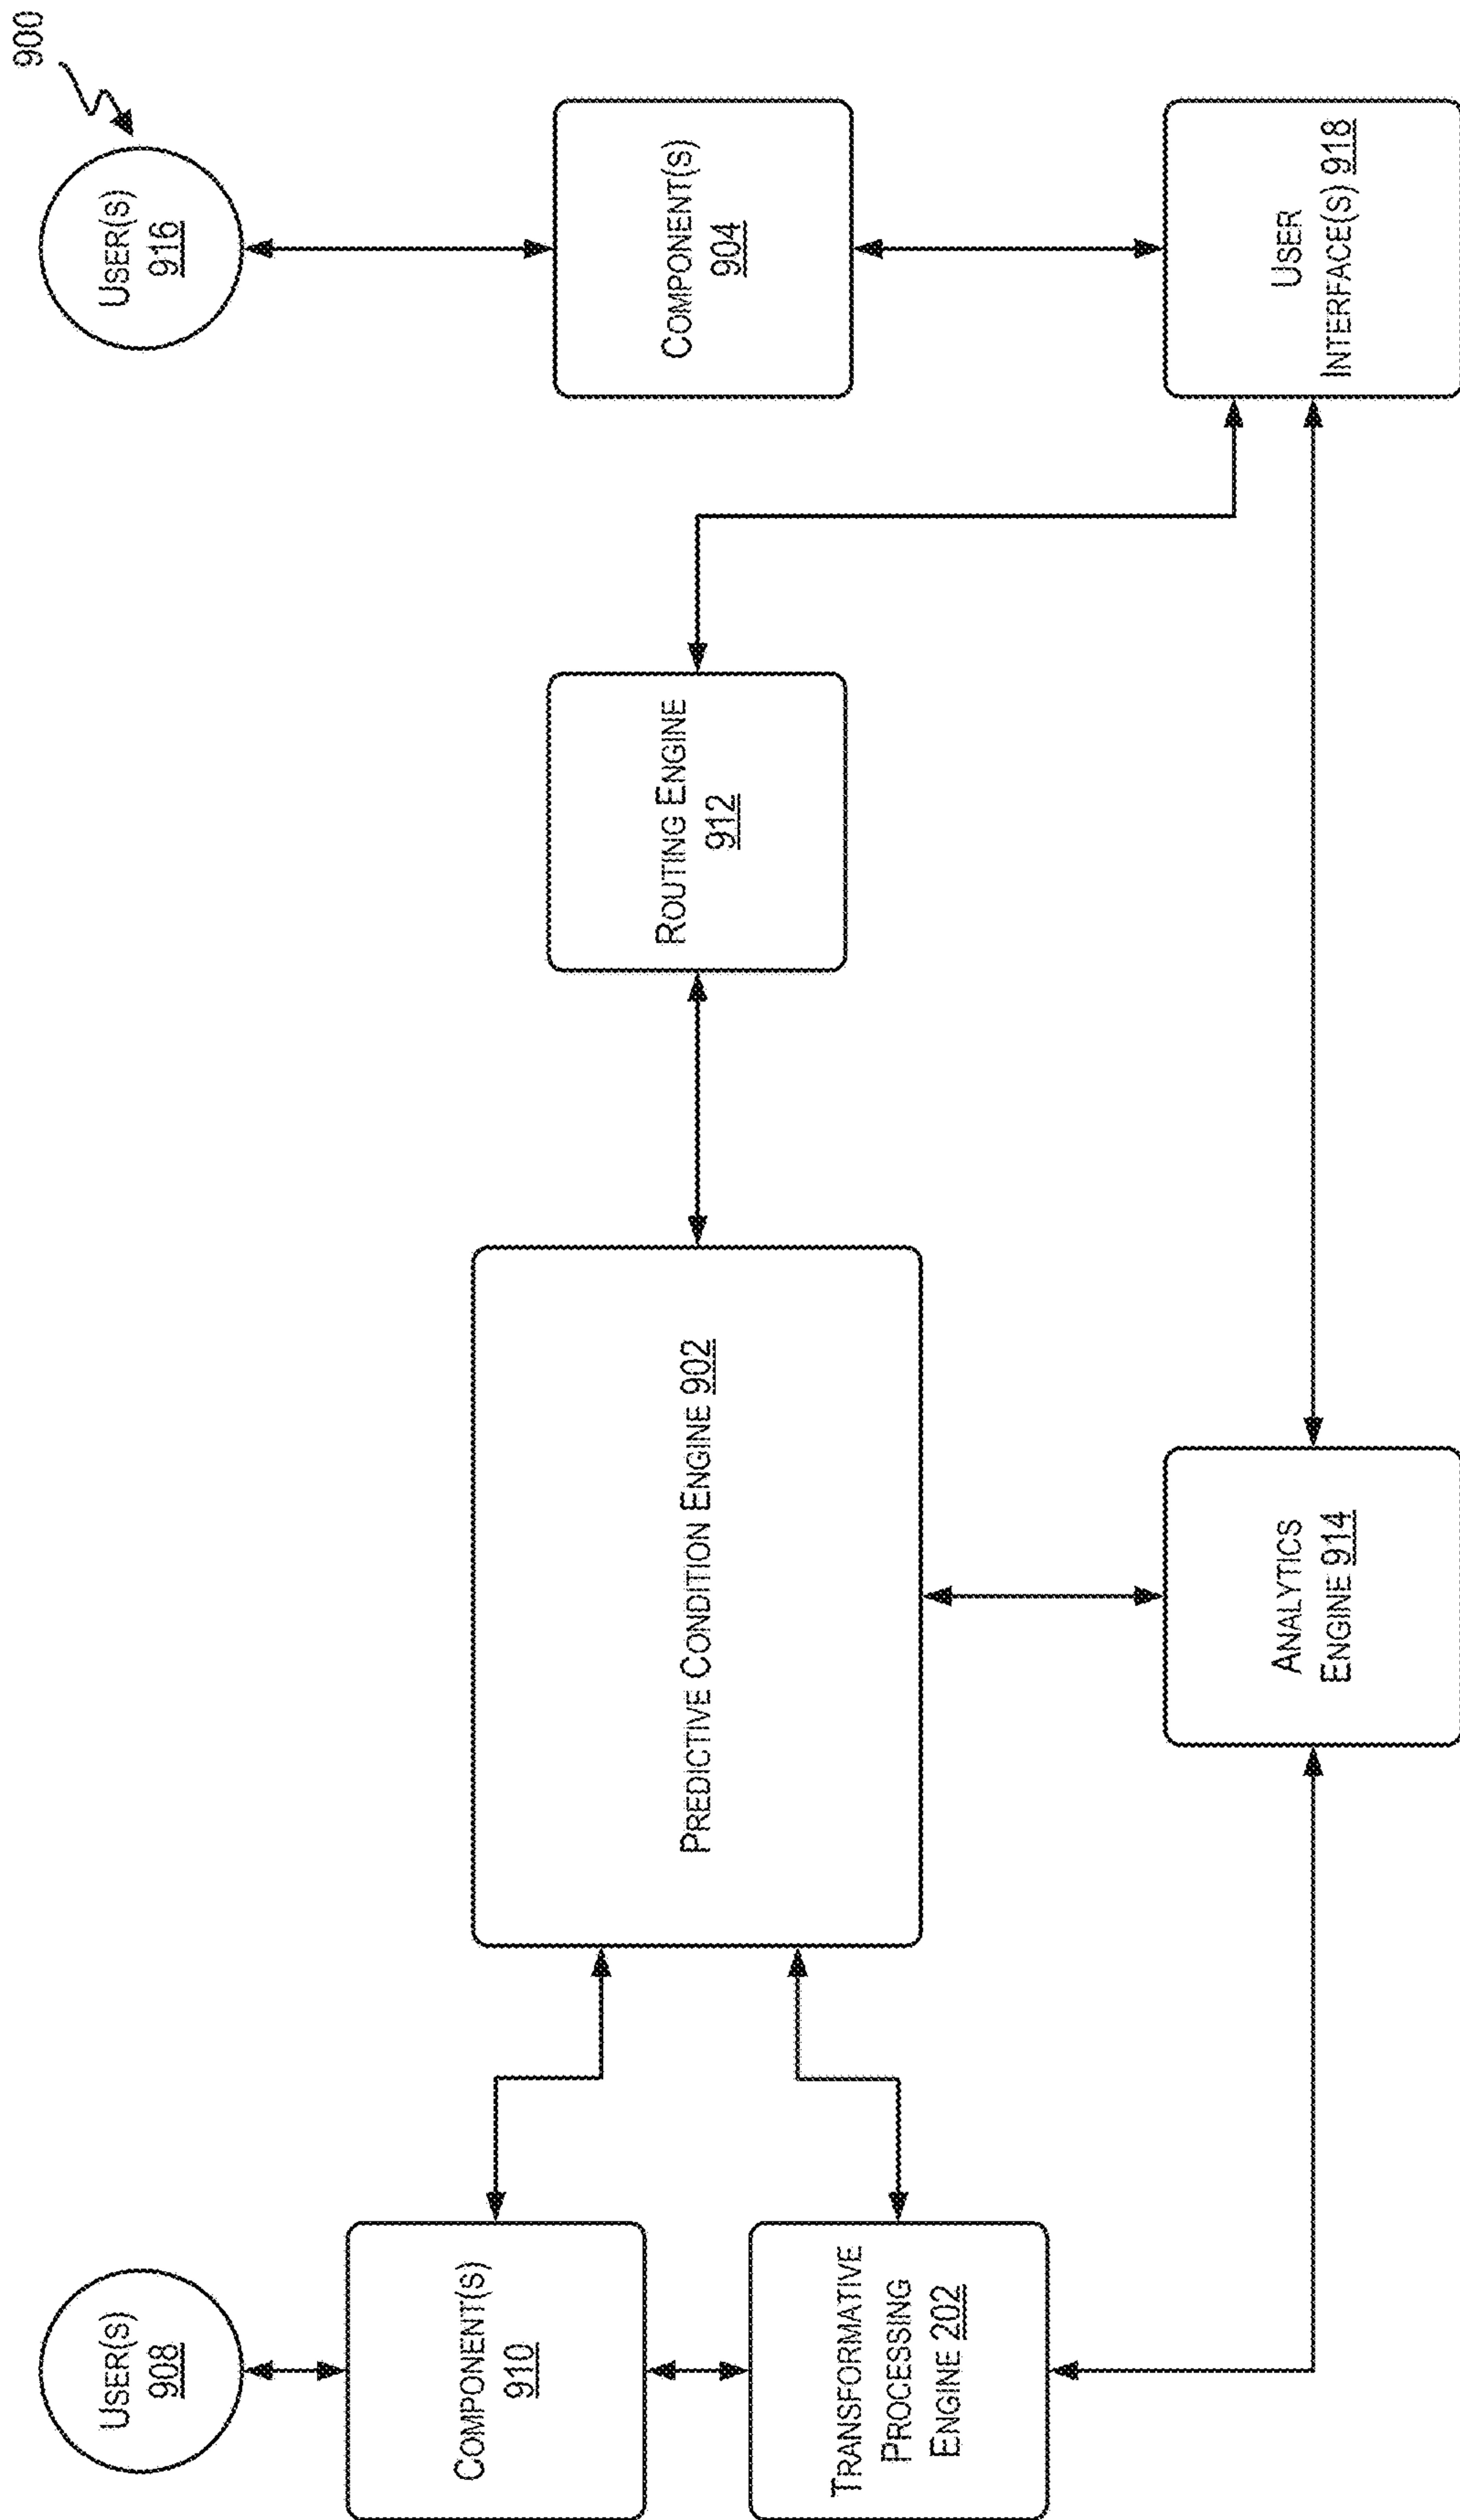 900
USER(S)
908
COMPONENT(S)
910
TRANSFORMATIVE
PROCESSING
ENGINE 202
PREDICTIVE CONDITION ENGINE 902
ANALYTICS
ENGINE 914
ROUTING ENGINE
912
USER(S)
916
COMPONENT(S)
904
USER
INTERFACE(S) 918